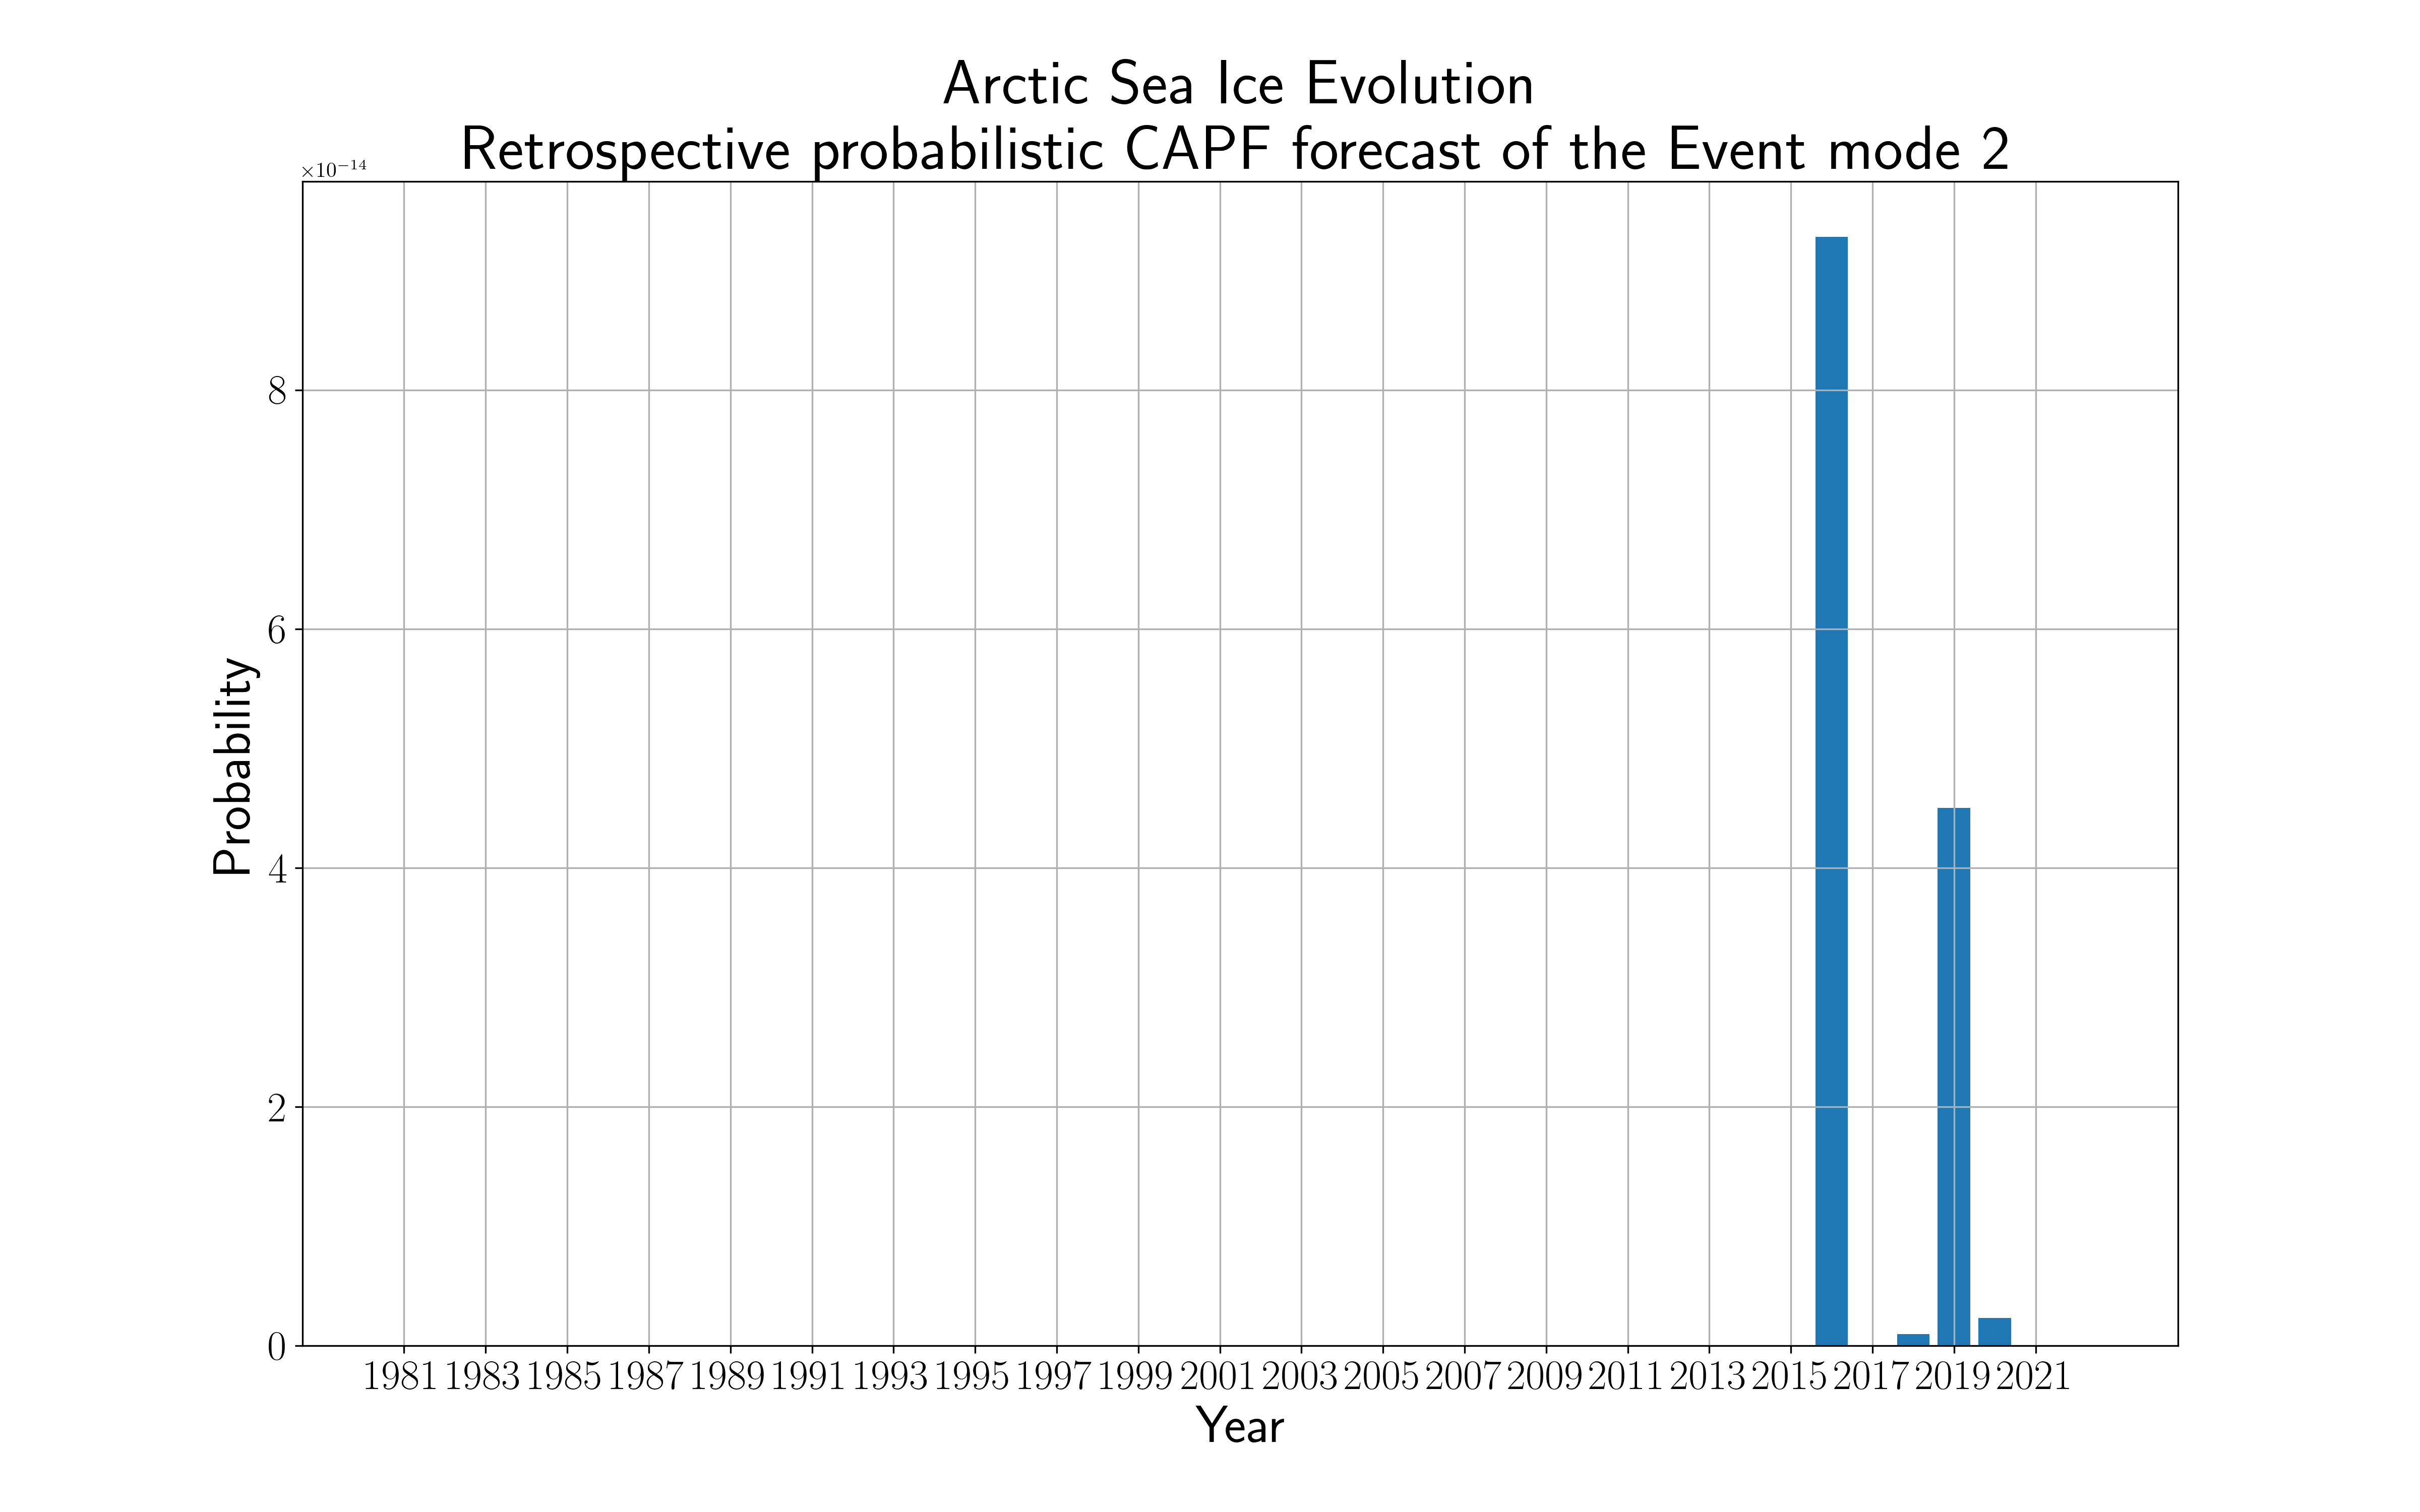 Arctic Sea Ice Evolution
Retrospective probabilistic CAPF forecast of the Event mode 2
×10⁻¹⁴
8
6
4
2
0
Probability
1981 1983 1985 1987 1989 1991 1993 1995 1997 1999 2001 2003 2005 2007 2009 2011 2013 2015 2017 2019 2021
Year